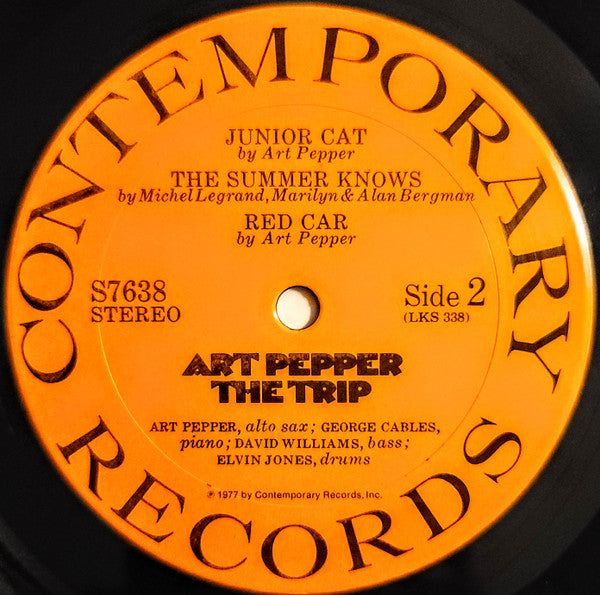 CONTEMPORARY RECORDS
JUNIOR CAT
by Art Pepper
THE SUMMER KNOWS
by Michel Legrand, Marilyn & Alan Bergman
RED CAR
by Art Pepper
S7638
STEREO
Side 2
(LKS 338)
ART PEPPER
THE TRIP
ART PEPPER, alto sax; GEORGE CABLES,
piano; DAVID WILLIAMS, bass;
ELVIN JONES, drums
℗ 1977 by Contemporary Records, Inc.